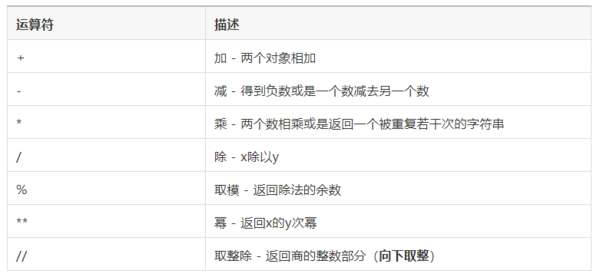 运算符 描述
+ 加 - 两个对象相加
- 减 - 得到负数或是一个数减去另一个数
* 乘 - 两个数相乘或是返回一个被重复若干次的字符串
/ 除 - x除以y
% 取模 - 返回除法的余数
** 幂 - 返回x的y次幂
// 取整除 - 返回商的整数部分（向下取整）